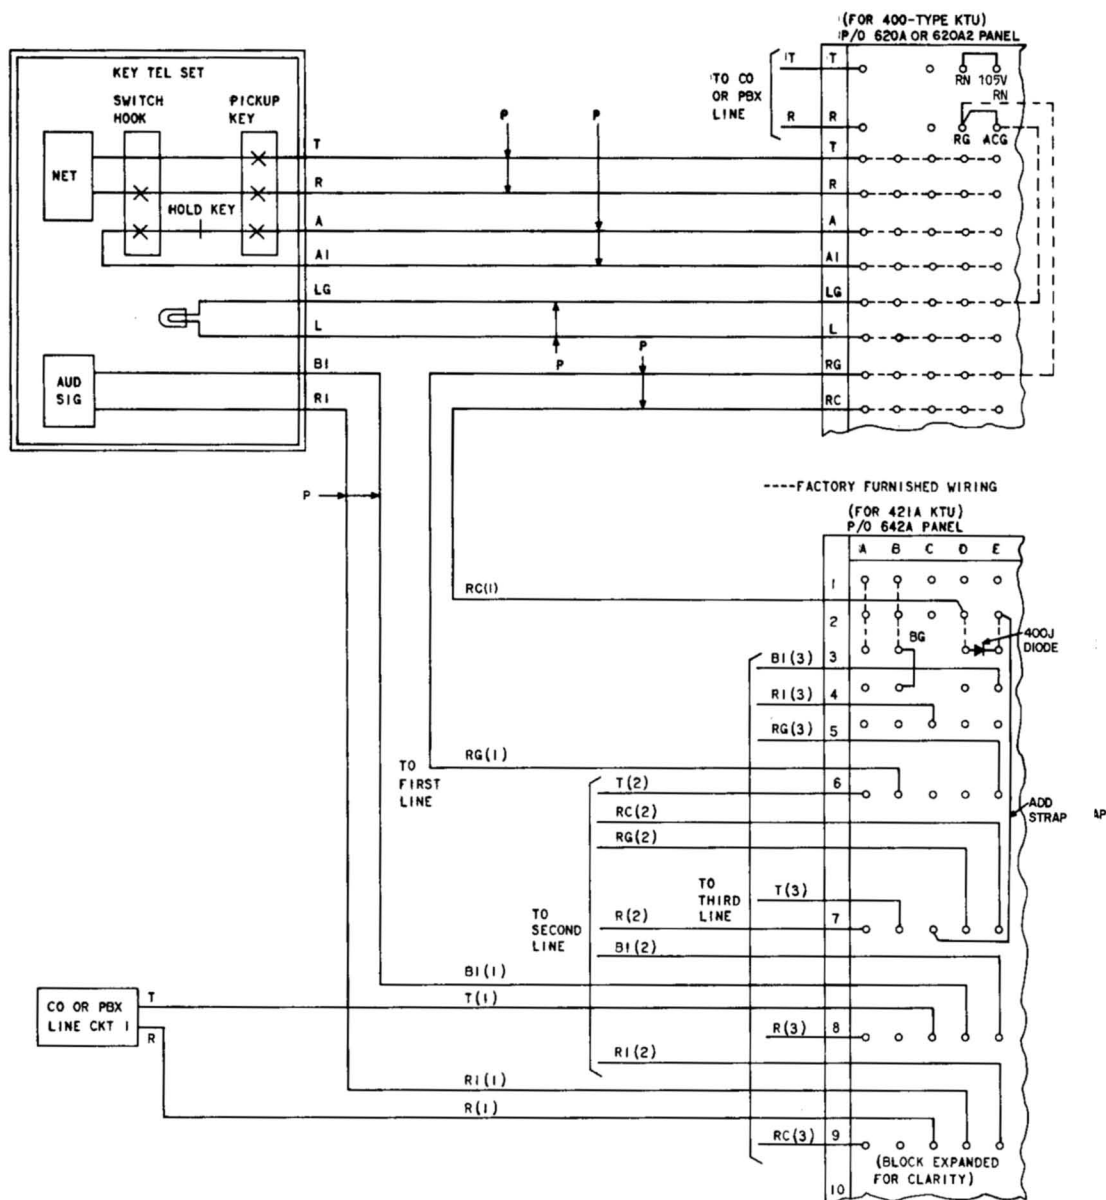 (FOR 400-TYPE KTU)
P/O 620A OR 620A2 PANEL
KEY TEL SET
SWITCH
HOOK
PICKUP
KEY
NET
HOLD KEY
AUD
SIG
T
R
A
A1
LG
L
B1
R1
P
P
P
P
P
TO CO
OR PBX
LINE
T
R
T
R
T
R
A
A1
LG
L
RG
RC
RN 105V
RN
RG ACG
----FACTORY FURNISHED WIRING
(FOR 421A KTU)
P/O 642A PANEL
A B C D E
1
2
3
4
5
6
7
8
9
10
BG
400J
DIODE
ADD
STRAP
AP
RC(1)
B1(3)
R1(3)
RG(3)
RG(1)
TO
FIRST
LINE
T(2)
RC(2)
RG(2)
TO
THIRD
LINE
T(3)
TO
SECOND
LINE
R(2)
B1(2)
B1(1)
T(1)
R(3)
R1(2)
R1(1)
R(1)
RC(3)
CO OR PBX
LINE CKT 1
T
R
(BLOCK EXPANDED
FOR CLARITY)